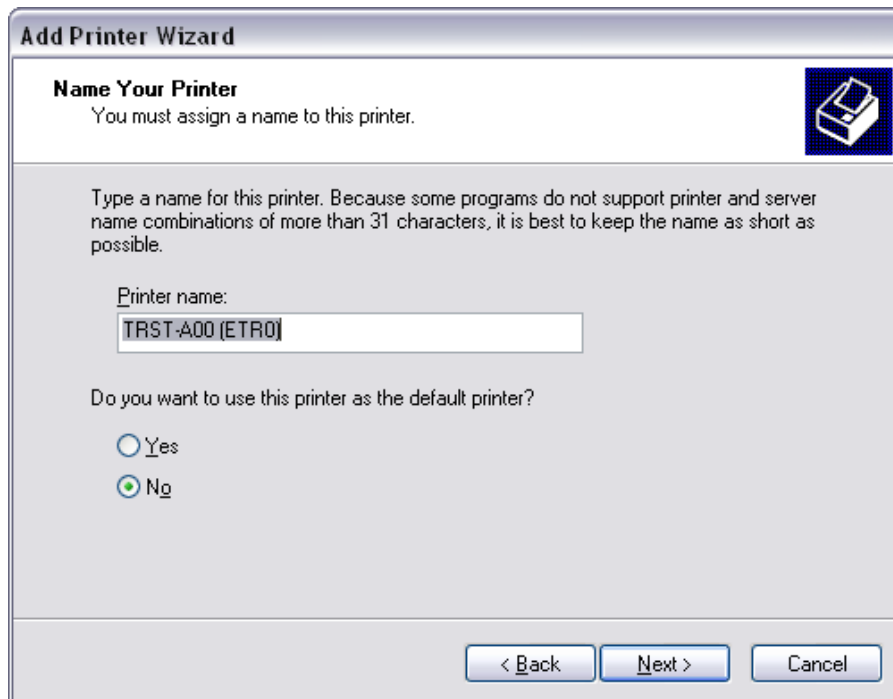 Add Printer Wizard
Name Your Printer
You must assign a name to this printer.
Type a name for this printer. Because some programs do not support printer and server
name combinations of more than 31 characters, it is best to keep the name as short as
possible.
Printer name:
TRST-A00 (ETR0)
Do you want to use this printer as the default printer?
Yes
No
< Back
Next >
Cancel